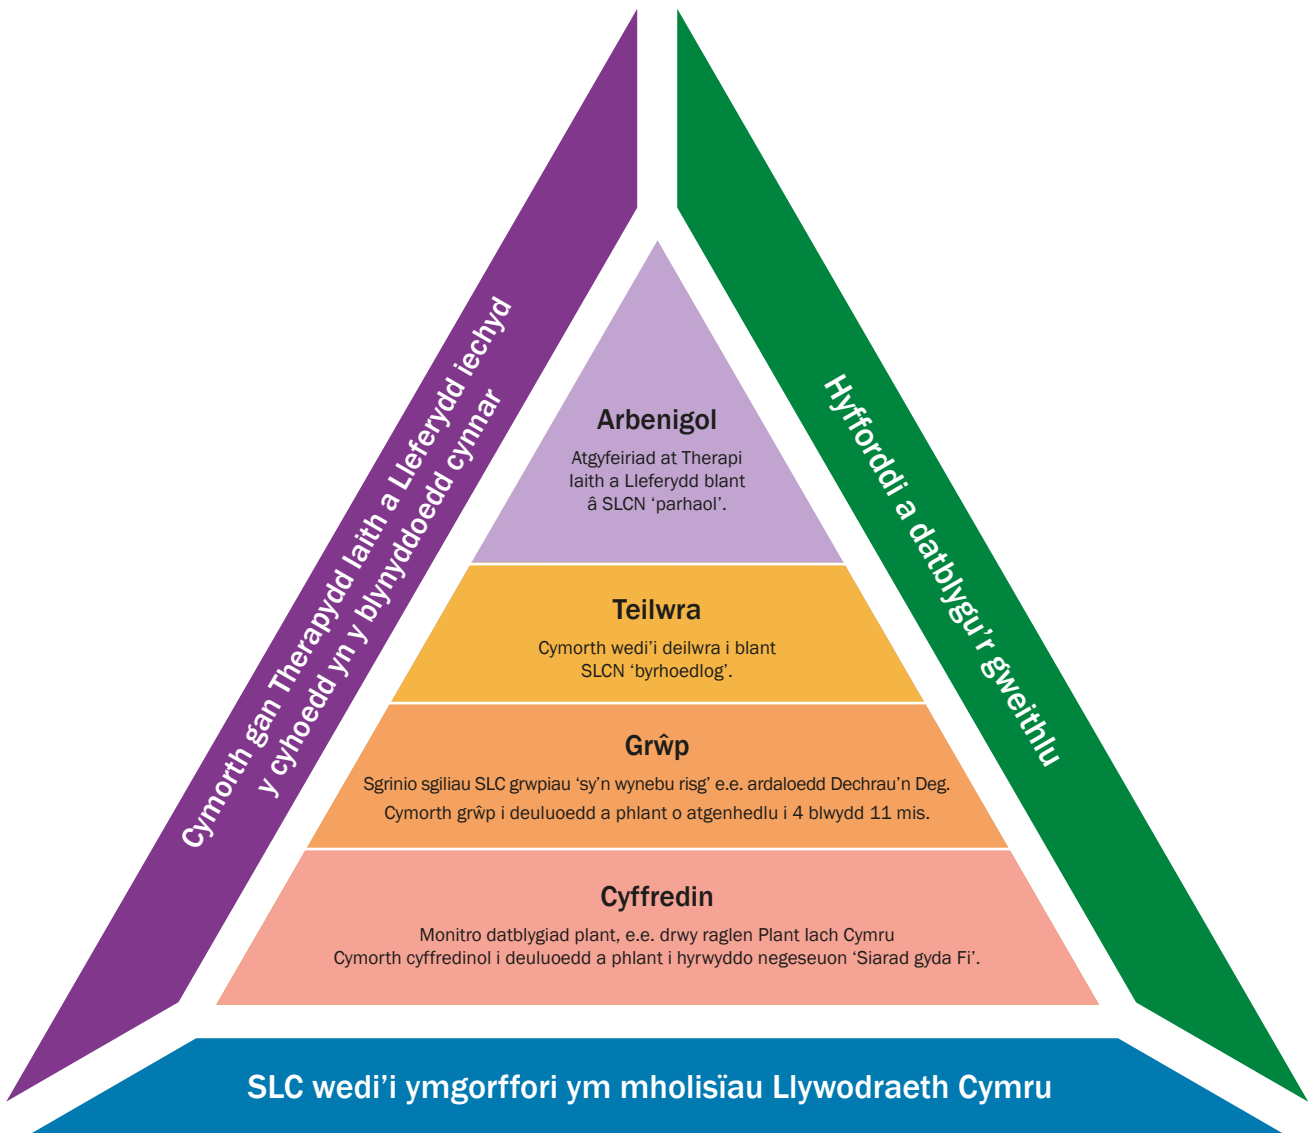 Cymorth gan Therapydd Iaith a Lleferydd iechyd
y cyhoedd yn y blynyddoedd cynnar
Hyfforddi a datblygu’r gweithlu
Arbenigol
Atgyfeiriad at Therapi
Iaith a Lleferydd blant
â SLCN ‘parhaol’.
Teilwra
Cymorth wedi’i deilwra i blant
SLCN ‘byrhoedlog’.
Grŵp
Sgrinio sgiliau SLC grwpiau ‘sy’n wynebu risg’ e.e. ardaloedd Dechrau’n Deg.
Cymorth grŵp i deuluoedd a phlant o atgenhedlu i 4 blwydd 11 mis.
Cyffredin
Monitro datblygiad plant, e.e. drwy raglen Plant Iach Cymru
Cymorth cyffredinol i deuluoedd a phlant i hyrwyddo negeseuon ‘Siarad gyda Fi’.
SLC wedi’i ymgorffori ym mholisïau Llywodraeth Cymru